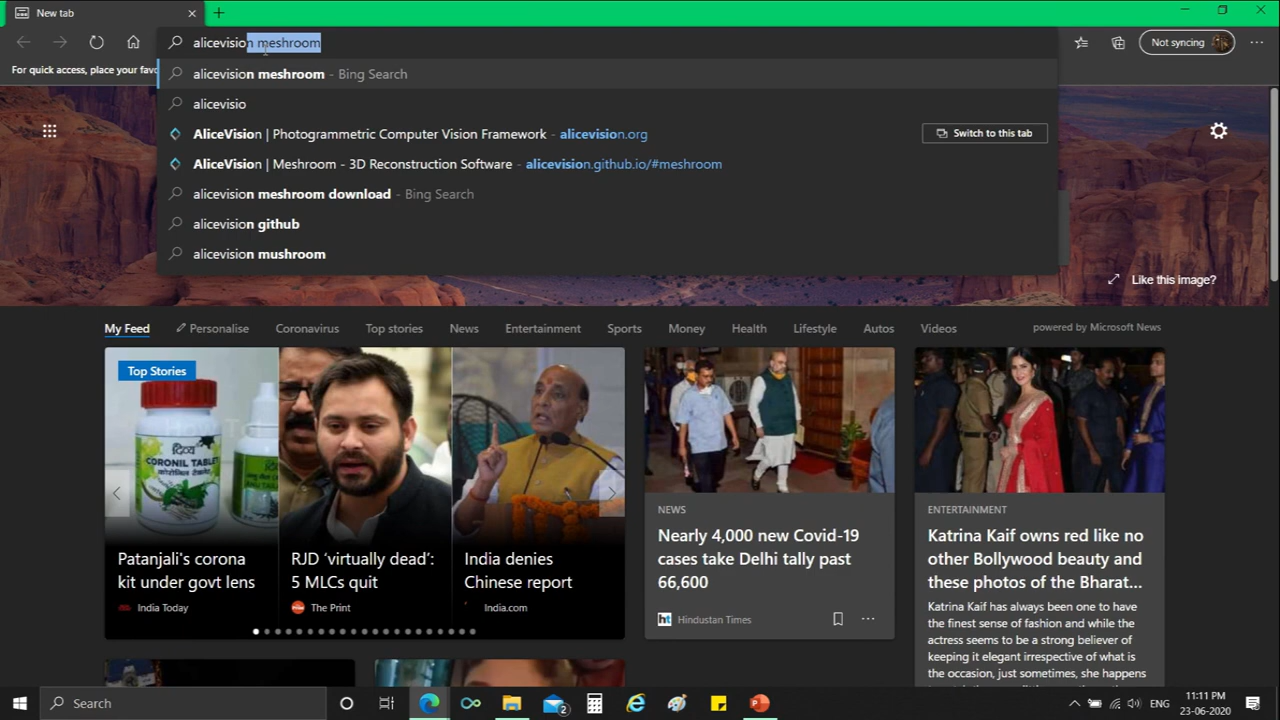 New tab
alicevision meshroom
Not syncing
For quick access, place your favo
alicevision meshroom - Bing Search
alicevisio
AliceVision | Photogrammetric Computer Vision Framework - alicevision.org
Switch to this tab
AliceVision | Meshroom - 3D Reconstruction Software - alicevision.github.io/#meshroom
alicevision meshroom download - Bing Search
alicevision github
alicevision mushroom
Like this image?
My Feed
Personalise
Coronavirus
Top stories
News
Entertainment
Sports
Money
Health
Lifestyle
Autos
Videos
powered by Microsoft News
Top Stories
दिव्य
CORONIL TABLET
Patanjali's corona
kit under govt lens
India Today
RJD ‘virtually dead’:
5 MLCs quit
The Print
India denies
Chinese report
India.com
NEWS
Nearly 4,000 new Covid-19
cases take Delhi tally past
66,600
ht Hindustan Times
ENTERTAINMENT
Katrina Kaif owns red like no
other Bollywood beauty and
these photos of the Bharat...
Katrina Kaif has always been one to have
the finest sense of fashion and while the
actress seems to be a strong believer of
keeping it elegant irrespective of what is
the occasion, just sometimes, she happens
Search
2
ENG
11:11 PM
23-06-2020